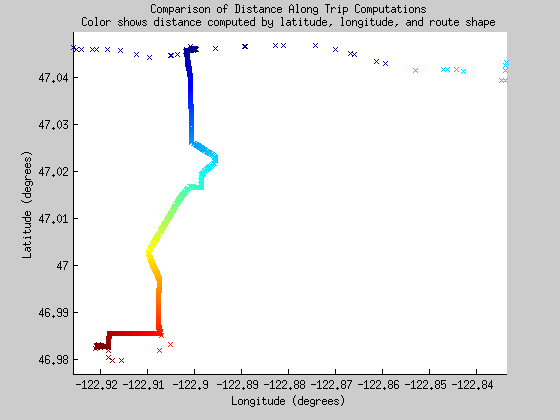 Comparison of Distance Along Trip Computations
Color shows distance computed by latitude, longitude, and route shape
47.04
47.03
47.02
47.01
47
46.99
46.98
Latitude (degrees)
-122.92 -122.91 -122.9 -122.89 -122.88 -122.87 -122.86 -122.85 -122.84
Longitude (degrees)